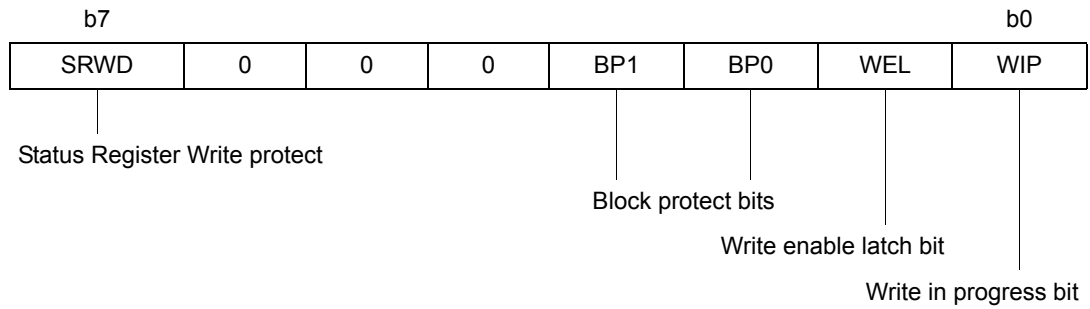 b7 b0
SRWD 0 0 0 BP1 BP0 WEL WIP
Status Register Write protect
Block protect bits
Write enable latch bit
Write in progress bit